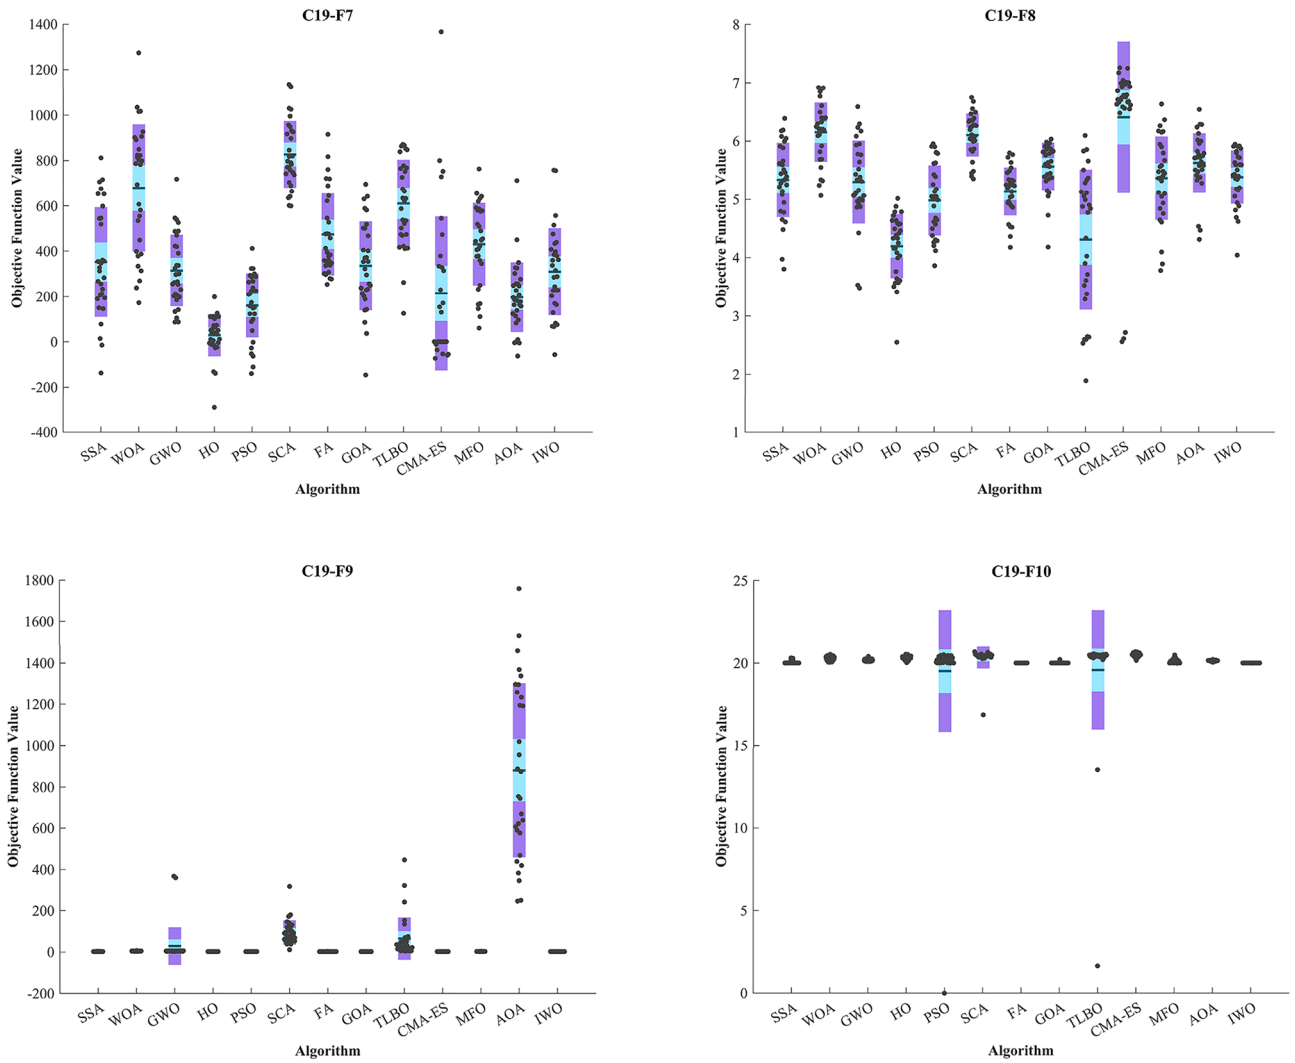 C19-F7
1400
1200
1000
800
600
400
200
0
-200
-400
Objective Function Value
SSA WOA GWO HO PSO SCA FA GOA TLBO CMA-ES MFO AOA IWO
Algorithm
C19-F8
8
7
6
5
4
3
2
1
Objective Function Value
SSA WOA GWO HO PSO SCA FA GOA TLBO CMA-ES MFO AOA IWO
Algorithm
C19-F9
1800
1600
1400
1200
1000
800
600
400
200
0
-200
Objective Function Value
SSA WOA GWO HO PSO SCA FA GOA TLBO CMA-ES MFO AOA IWO
Algorithm
C19-F10
25
20
15
10
5
0
Objective Function Value
SSA WOA GWO HO PSO SCA FA GOA TLBO CMA-ES MFO AOA IWO
Algorithm